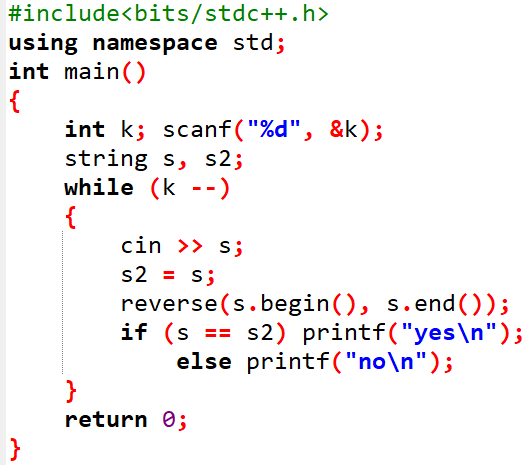 #include<bits/stdc++.h>
using namespace std;
int main()
{
    int k; scanf("%d", &k);
    string s, s2;
    while (k --)
    {
        cin >> s;
        s2 = s;
        reverse(s.begin(), s.end());
        if (s == s2) printf("yes\n");
            else printf("no\n");
    }
    return 0;
}